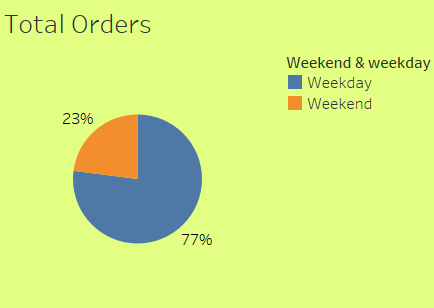 Total Orders
Weekend & weekday
Weekday
Weekend
23%
77%